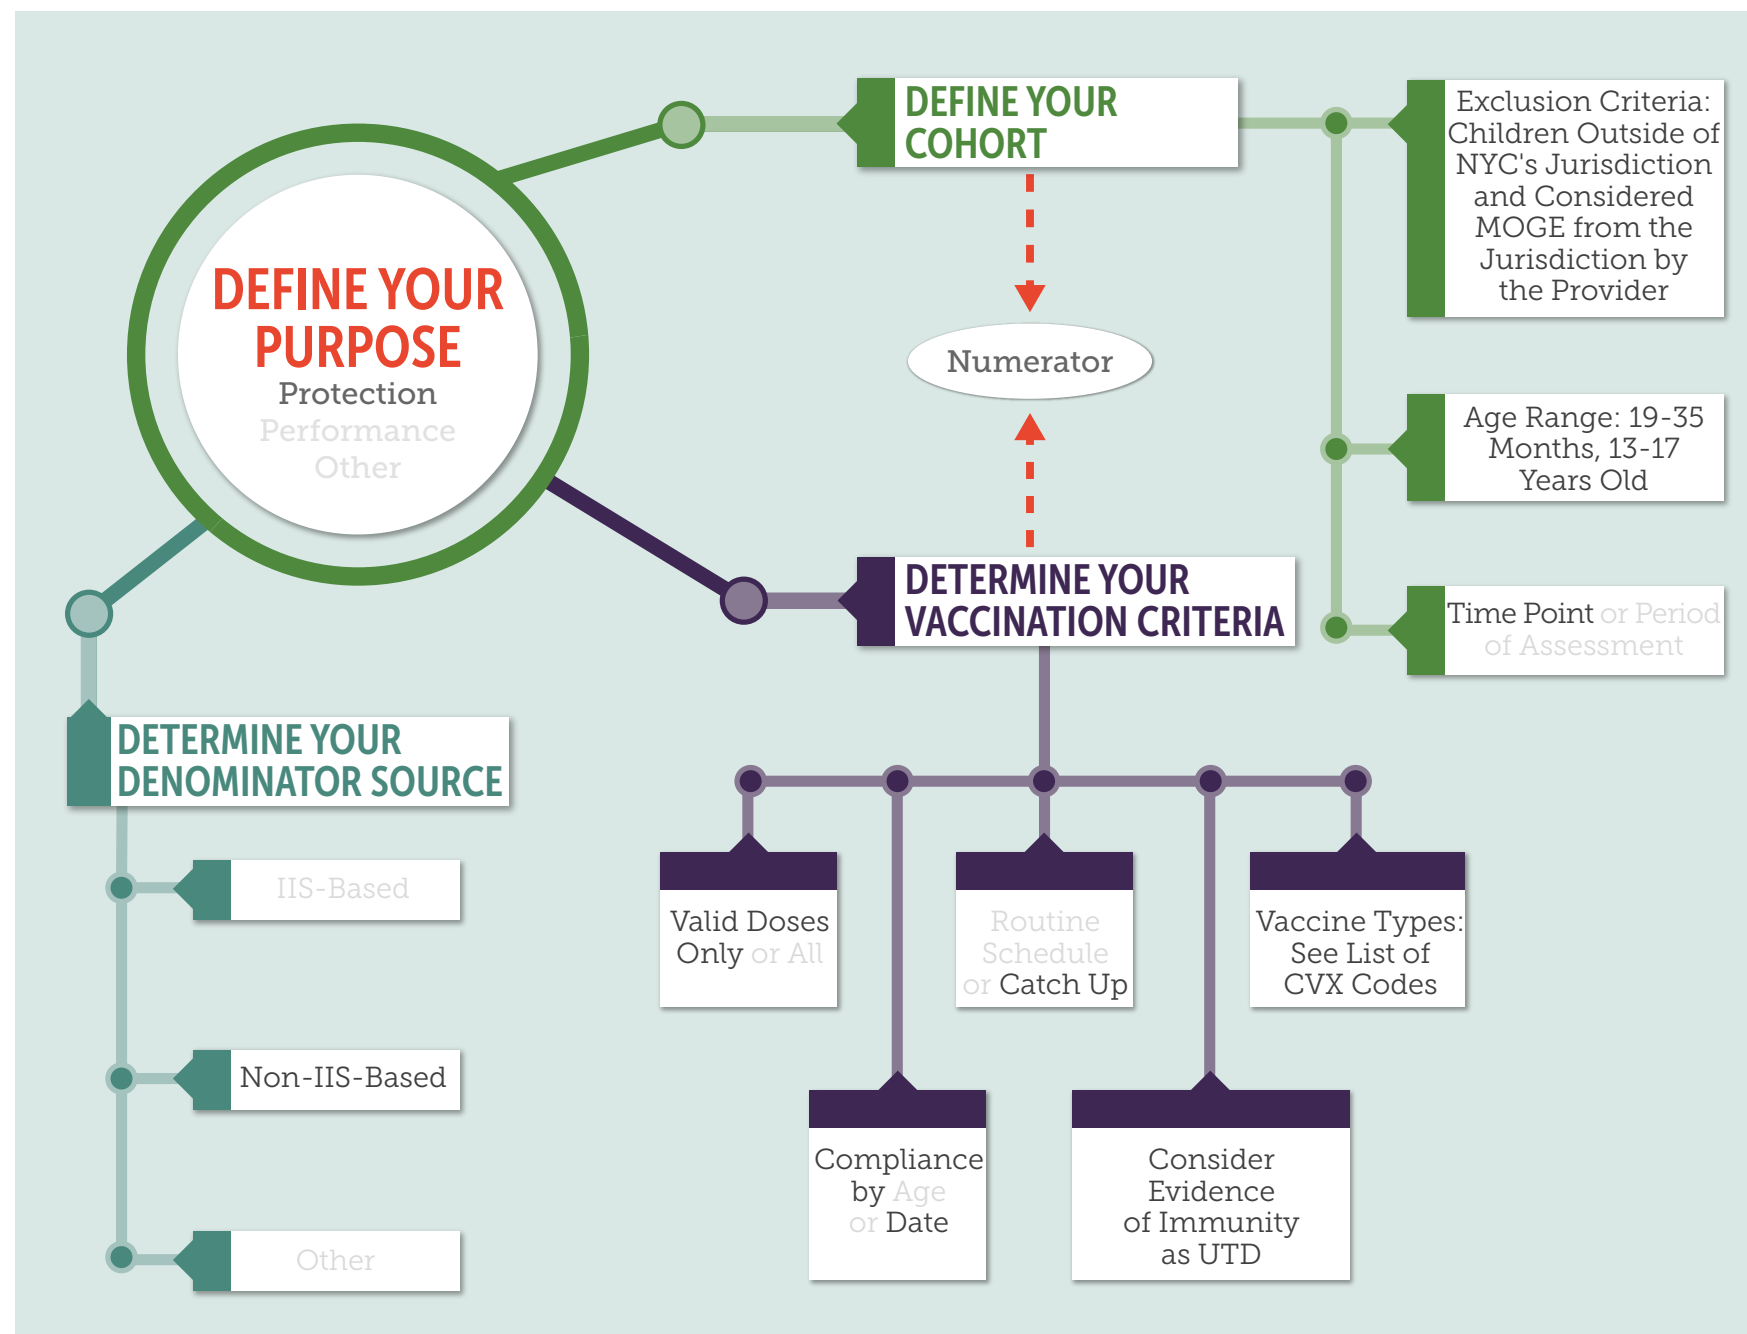 DEFINE YOUR
PURPOSE
Protection
Performance
Other
DEFINE YOUR
COHORT
Exclusion Criteria:
Children Outside of
NYC's Jurisdiction
and Considered
MOGE from the
Jurisdiction by
the Provider
Age Range: 19-35
Months, 13-17
Years Old
Time Point or Period
of Assessment
Numerator
DETERMINE YOUR
VACCINATION CRITERIA
Valid Doses
Only or All
Compliance
by Age
or Date
Routine
Schedule
or Catch Up
Consider
Evidence
of Immunity
as UTD
Vaccine Types:
See List of
CVX Codes
DETERMINE YOUR
DENOMINATOR SOURCE
IIS-Based
Non-IIS-Based
Other